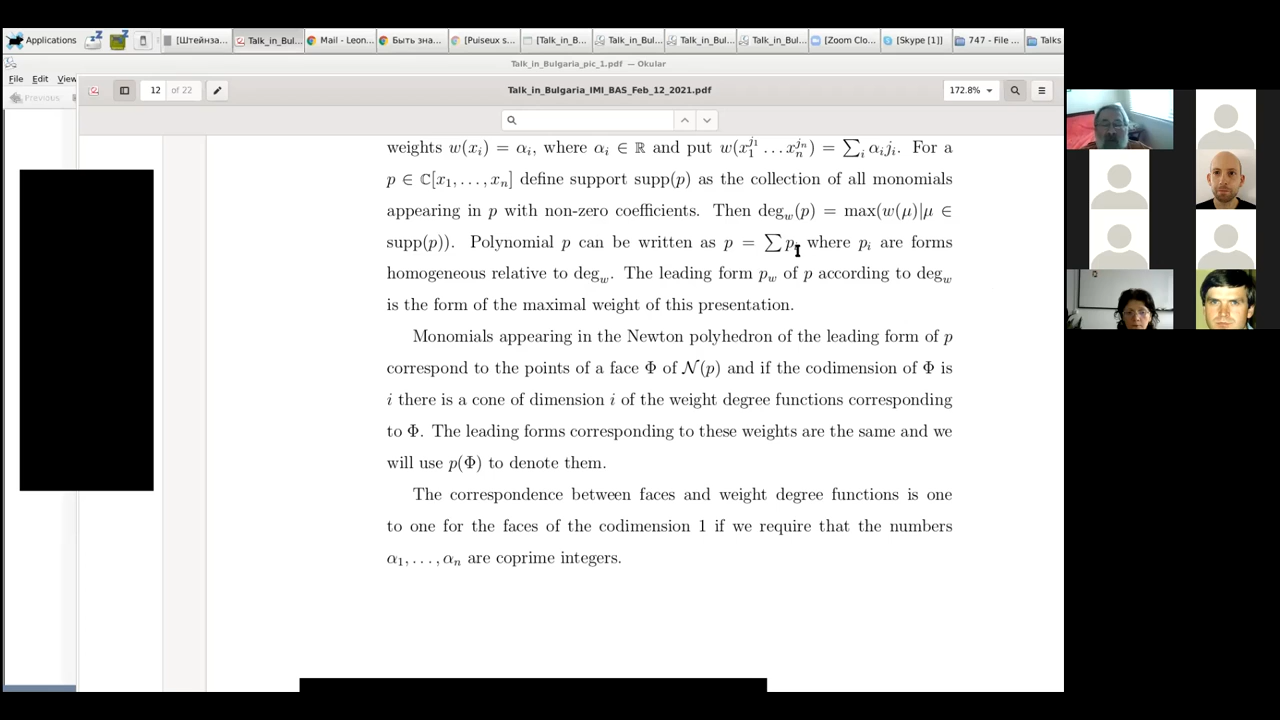 Applications [Штейнза... Talk_in_Bul... Mail - Leon... Быть зна... [Puiseux s... [Talk_in_B... Talk_in_Bul... Talk_in_Bul... Talk_in_Bul... [Zoom Clo... [Skype [1]] 747 - File ... Talks
Talk_in_Bulgaria_pic_1.pdf — Okular
File Edit View
Previous
12 of 22 Talk_in_Bulgaria_IMI_BAS_Feb_12_2021.pdf 172.8%
weights w(x_i) = α_i, where α_i ∈ ℝ and put w(x_1^{j_1} … x_n^{j_n}) = ∑_i α_i j_i. For a
p ∈ ℂ[x_1, …, x_n] define support supp(p) as the collection of all monomials
appearing in p with non-zero coefficients. Then deg_w(p) = max(w(μ)|μ ∈
supp(p)). Polynomial p can be written as p = ∑ p_i where p_i are forms
homogeneous relative to deg_w. The leading form p_w of p according to deg_w
is the form of the maximal weight of this presentation.
Monomials appearing in the Newton polyhedron of the leading form of p
correspond to the points of a face Φ of 𝒩(p) and if the codimension of Φ is
i there is a cone of dimension i of the weight degree functions corresponding
to Φ. The leading forms corresponding to these weights are the same and we
will use p(Φ) to denote them.
The correspondence between faces and weight degree functions is one
to one for the faces of the codimension 1 if we require that the numbers
α_1, …, α_n are coprime integers.